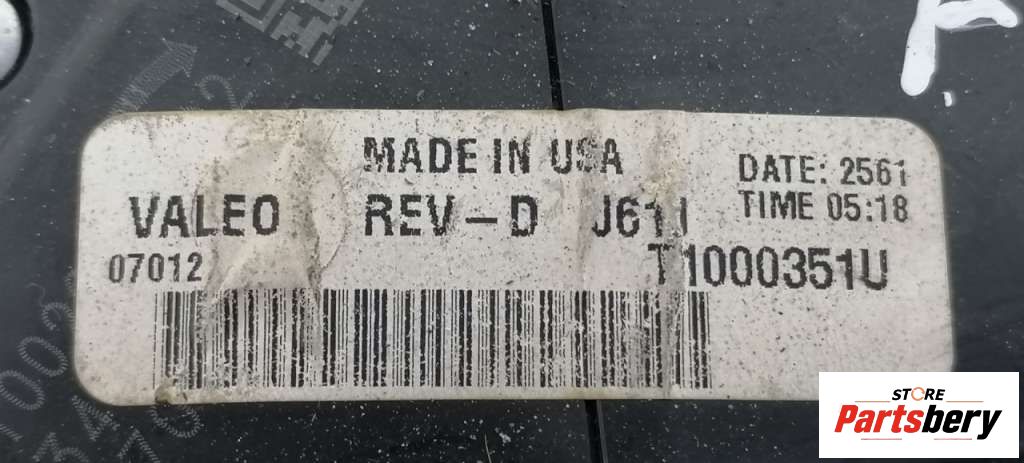 MADE IN USA
DATE: 2561
VALEO REV-D J611
TIME 05:18
07012
T1000351U
STORE
Partsbery